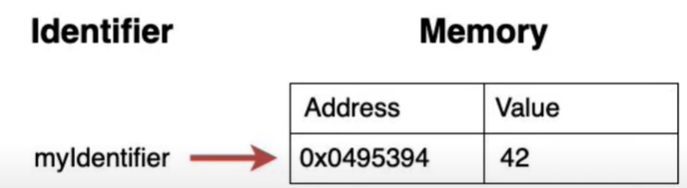 Identifier Memory
Address Value
myIdentifier 0x0495394 42